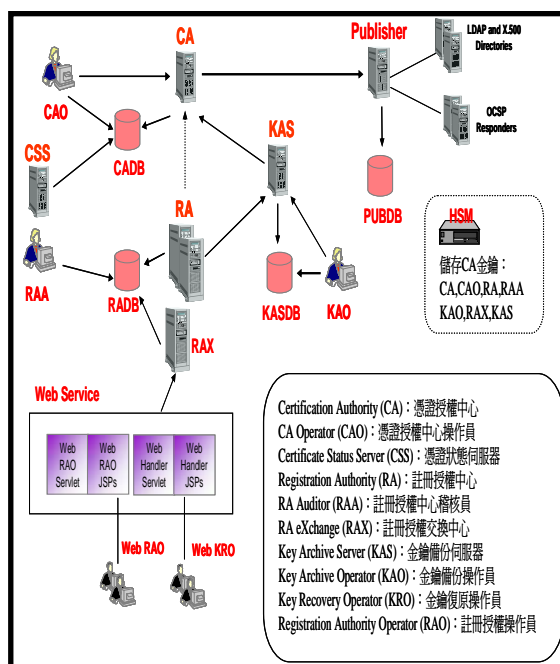 CA
Publisher
LDAP and X.500
Directories
CAO
OCSP
Responders
CSS
CADB
KAS
PUBDB
HSM
儲存CA金鑰：
CA,CAO,RA,RAA
KAO,RAX,KAS
RA
RAA
RADB
KASDB
KAO
RAX
Web Service
Web
RAO
Servlet
Web
RAO
JSPs
Web
Handler
Servlet
Web
Handler
JSPs
Web RAO
Web KRO
Certification Authority (CA)：憑證授權中心
CA Operator (CAO)：憑證授權中心操作員
Certificate Status Server (CSS)：憑證狀態伺服器
Registration Authority (RA)：註冊授權中心
RA Auditor (RAA)：註冊授權中心稽核員
RA eXchange (RAX)：註冊授權交換中心
Key Archive Server (KAS)：金鑰備份伺服器
Key Archive Operator (KAO)：金鑰備份操作員
Key Recovery Operator (KRO)：金鑰復原操作員
Registration Authority Operator (RAO)：註冊授權操作員